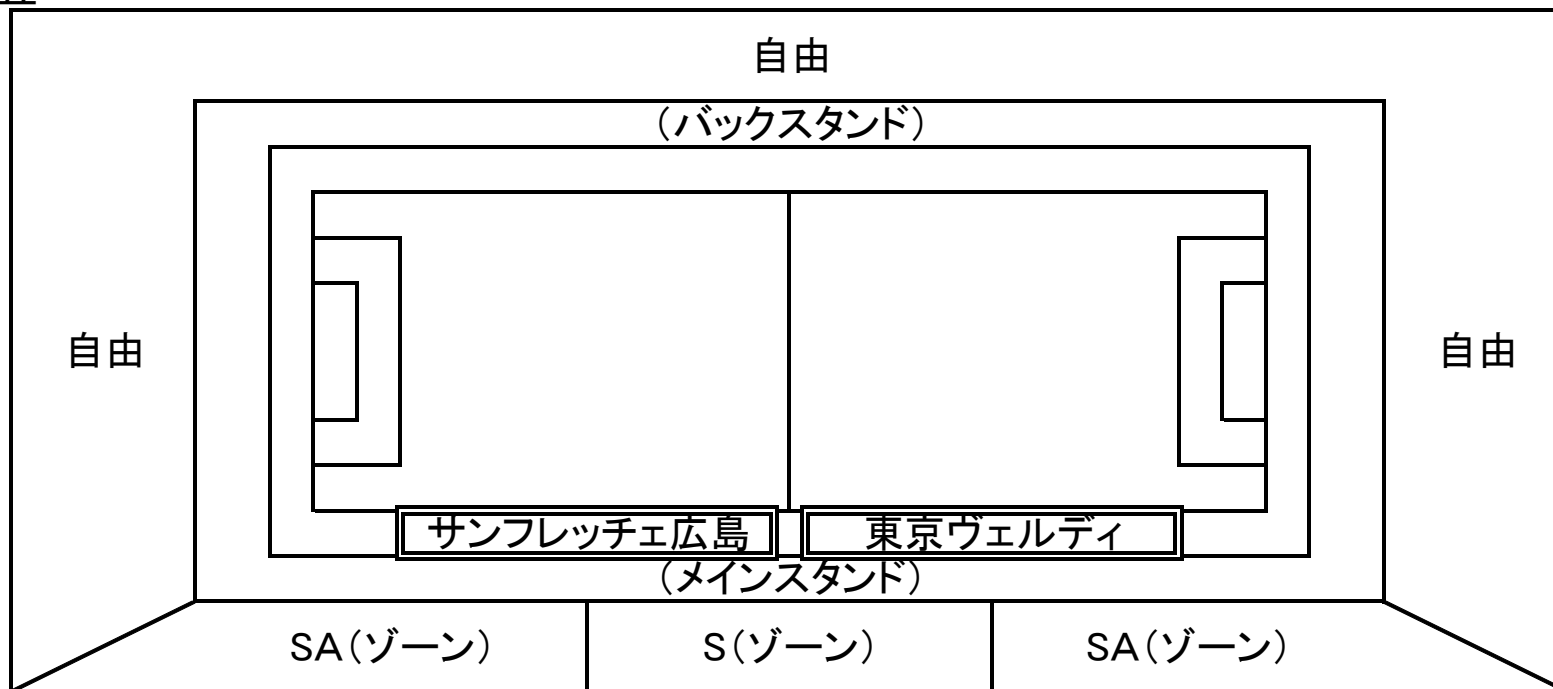 自由
（バックスタンド）
自由
自由
サンフレッチェ広島
東京ヴェルディ
（メインスタンド）
SA（ゾーン）
S（ゾーン）
SA（ゾーン）